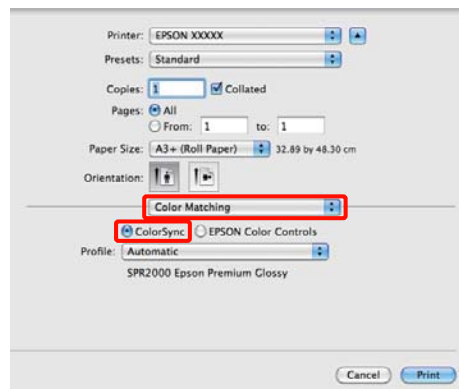 Printer: EPSON XXXXX
Presets: Standard
Copies: 1 Collated
Pages: All
From: 1 to: 1
Paper Size: A3+ (Roll Paper) 32.89 by 48.30 cm
Orientation:
Color Matching
ColorSync EPSON Color Controls
Profile: Automatic
SPR2000 Epson Premium Glossy
Cancel Print